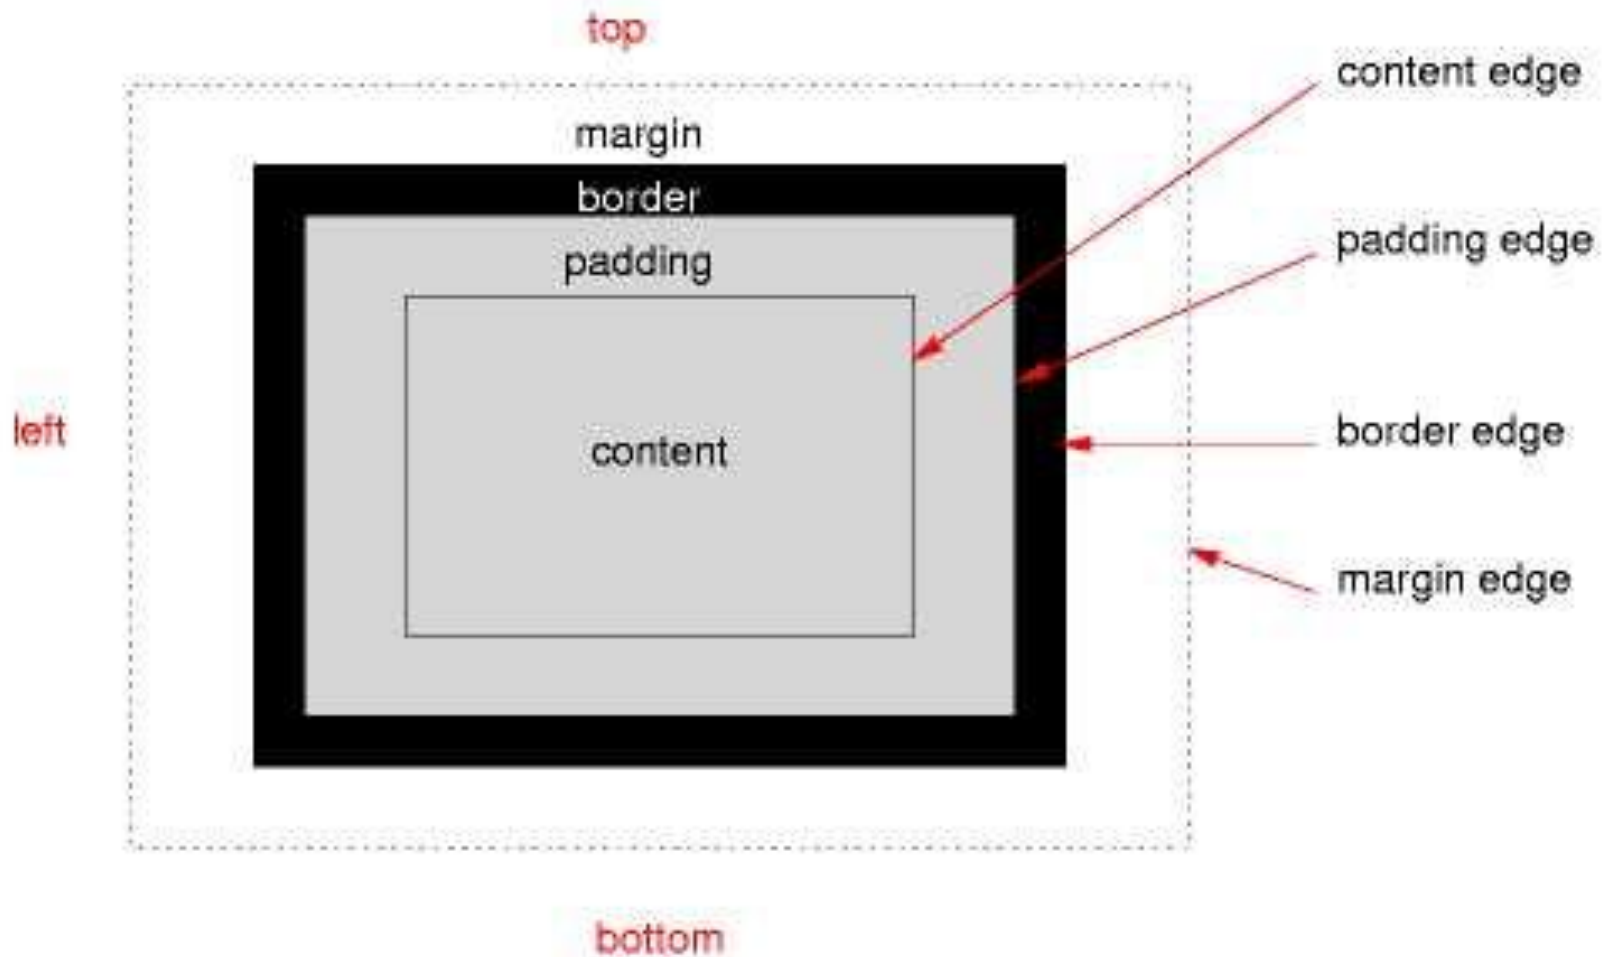 top
content edge
margin
border
padding edge
padding
left
border edge
content
margin edge
bottom